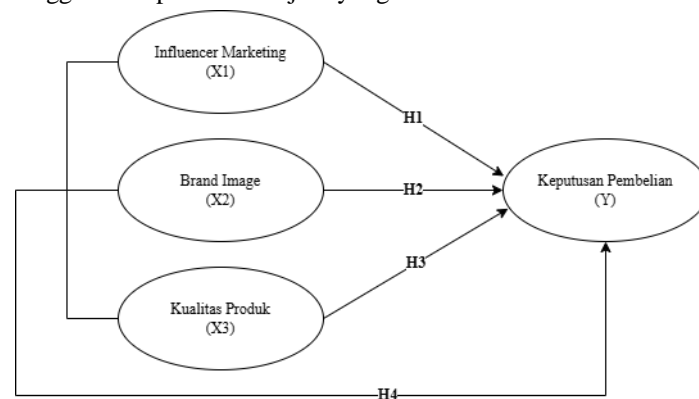 Influencer Marketing
(X1)
H1
Brand Image
(X2)
H2
Keputusan Pembelian
(Y)
H3
Kualitas Produk
(X3)
H4